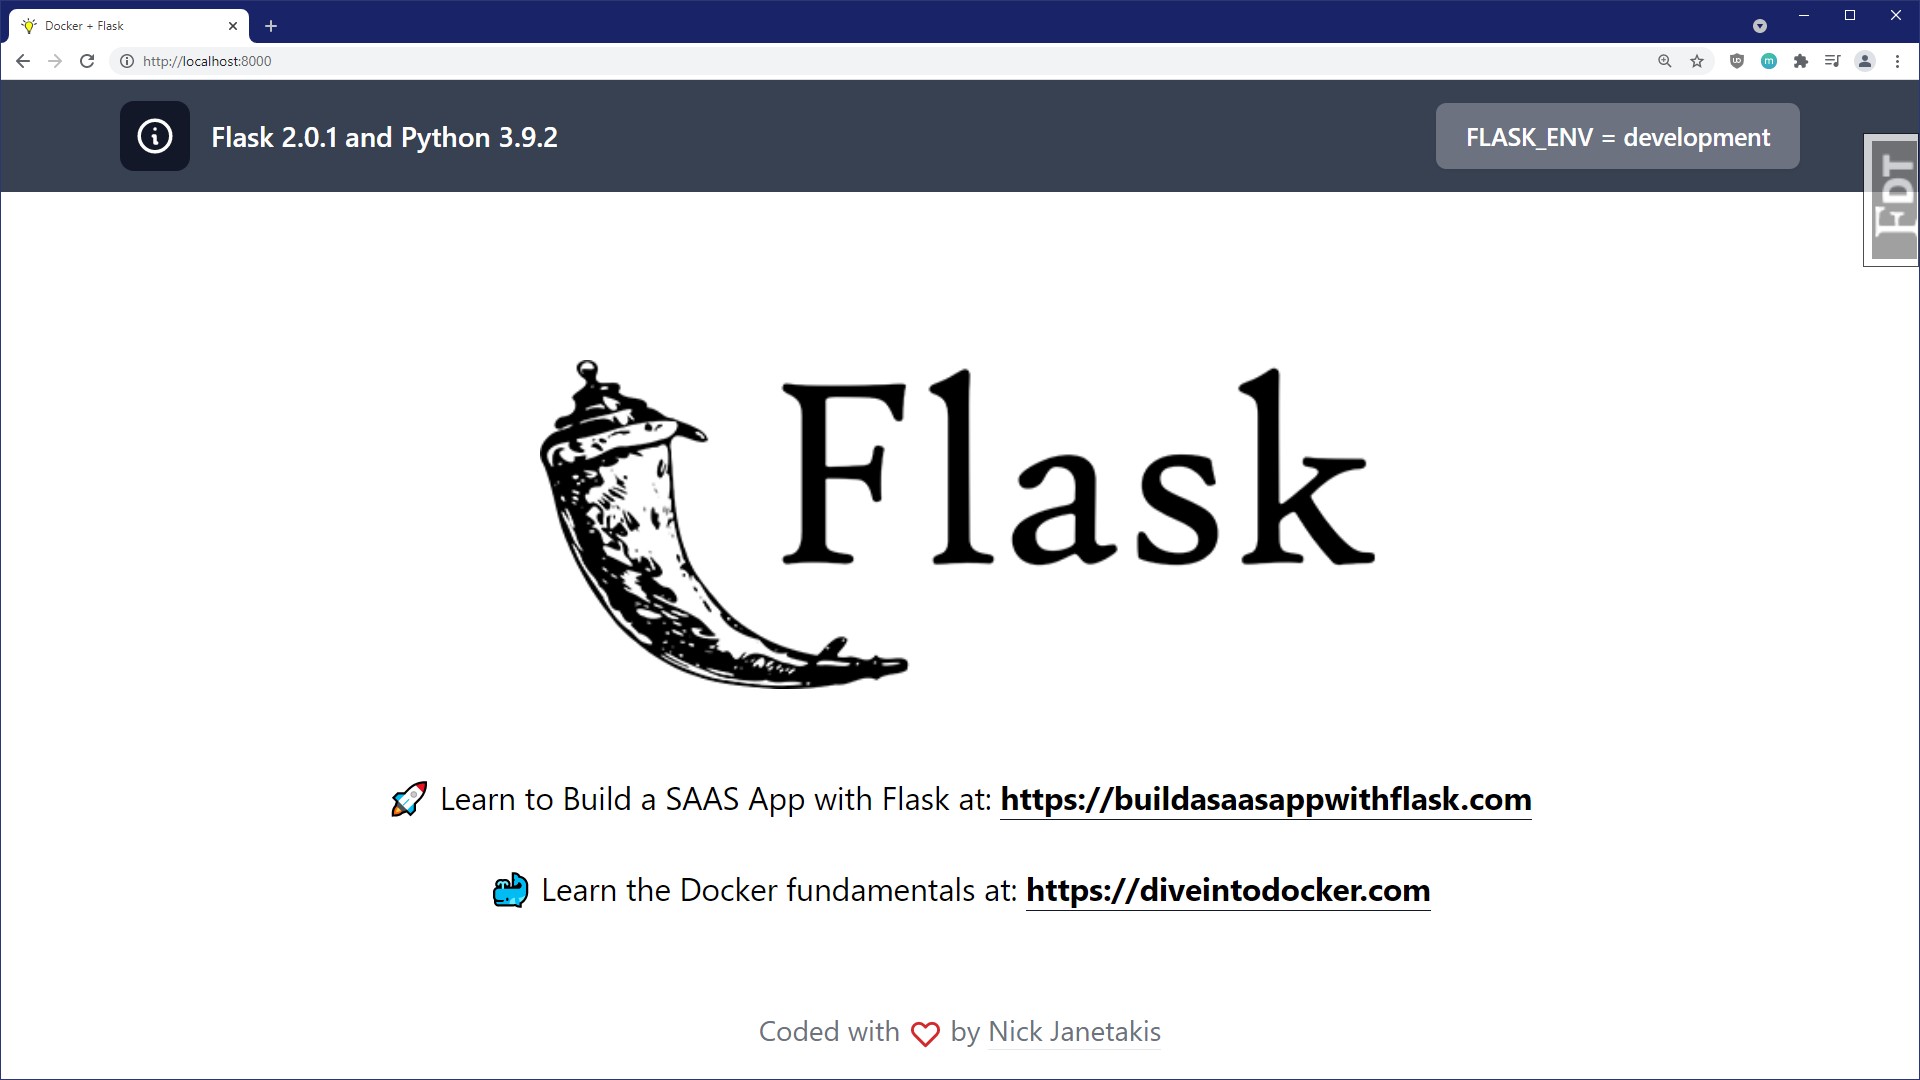 Docker + Flask
http://localhost:8000
Flask 2.0.1 and Python 3.9.2
FLASK_ENV = development
FDT
Flask
Learn to Build a SAAS App with Flask at: https://buildasaasappwithflask.com
Learn the Docker fundamentals at: https://diveintodocker.com
Coded with by Nick Janetakis